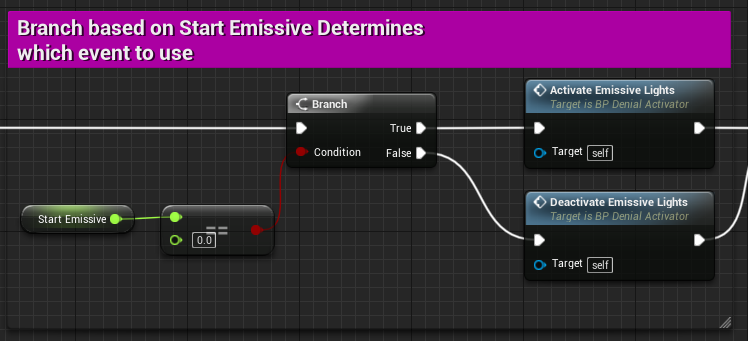 Branch based on Start Emissive Determines
which event to use
Branch
True
Condition
False
Start Emissive
0.0
==
Activate Emissive Lights
Target is BP Denial Activator
Target self
Deactivate Emissive Lights
Target is BP Denial Activator
Target self